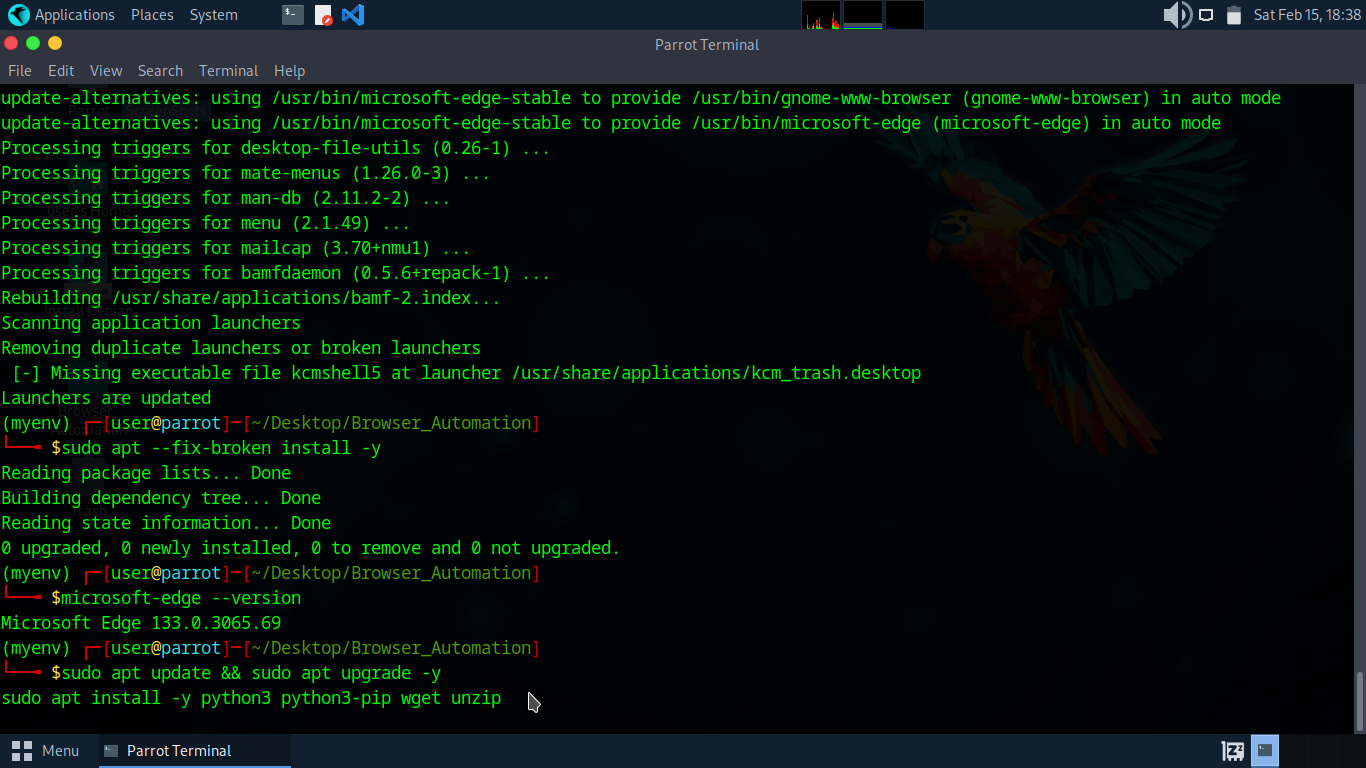 Applications Places System Sat Feb 15, 18:38
Parrot Terminal
File Edit View Search Terminal Help
update-alternatives: using /usr/bin/microsoft-edge-stable to provide /usr/bin/gnome-www-browser (gnome-www-browser) in auto mode
update-alternatives: using /usr/bin/microsoft-edge-stable to provide /usr/bin/microsoft-edge (microsoft-edge) in auto mode
Processing triggers for desktop-file-utils (0.26-1) ...
Processing triggers for mate-menus (1.26.0-3) ...
Processing triggers for man-db (2.11.2-2) ...
Processing triggers for menu (2.1.49) ...
Processing triggers for mailcap (3.70+nmu1) ...
Processing triggers for bamfdaemon (0.5.6+repack-1) ...
Rebuilding /usr/share/applications/bamf-2.index...
Scanning application launchers
Removing duplicate launchers or broken launchers
[-] Missing executable file kcmshell5 at launcher /usr/share/applications/kcm_trash.desktop
Launchers are updated
(myenv) ┌─[user@parrot]─[~/Desktop/Browser_Automation]
└──╼ $sudo apt --fix-broken install -y
Reading package lists... Done
Building dependency tree... Done
Reading state information... Done
0 upgraded, 0 newly installed, 0 to remove and 0 not upgraded.
(myenv) ┌─[user@parrot]─[~/Desktop/Browser_Automation]
└──╼ $microsoft-edge --version
Microsoft Edge 133.0.3065.69
(myenv) ┌─[user@parrot]─[~/Desktop/Browser_Automation]
└──╼ $sudo apt update && sudo apt upgrade -y
sudo apt install -y python3 python3-pip wget unzip
Menu Parrot Terminal